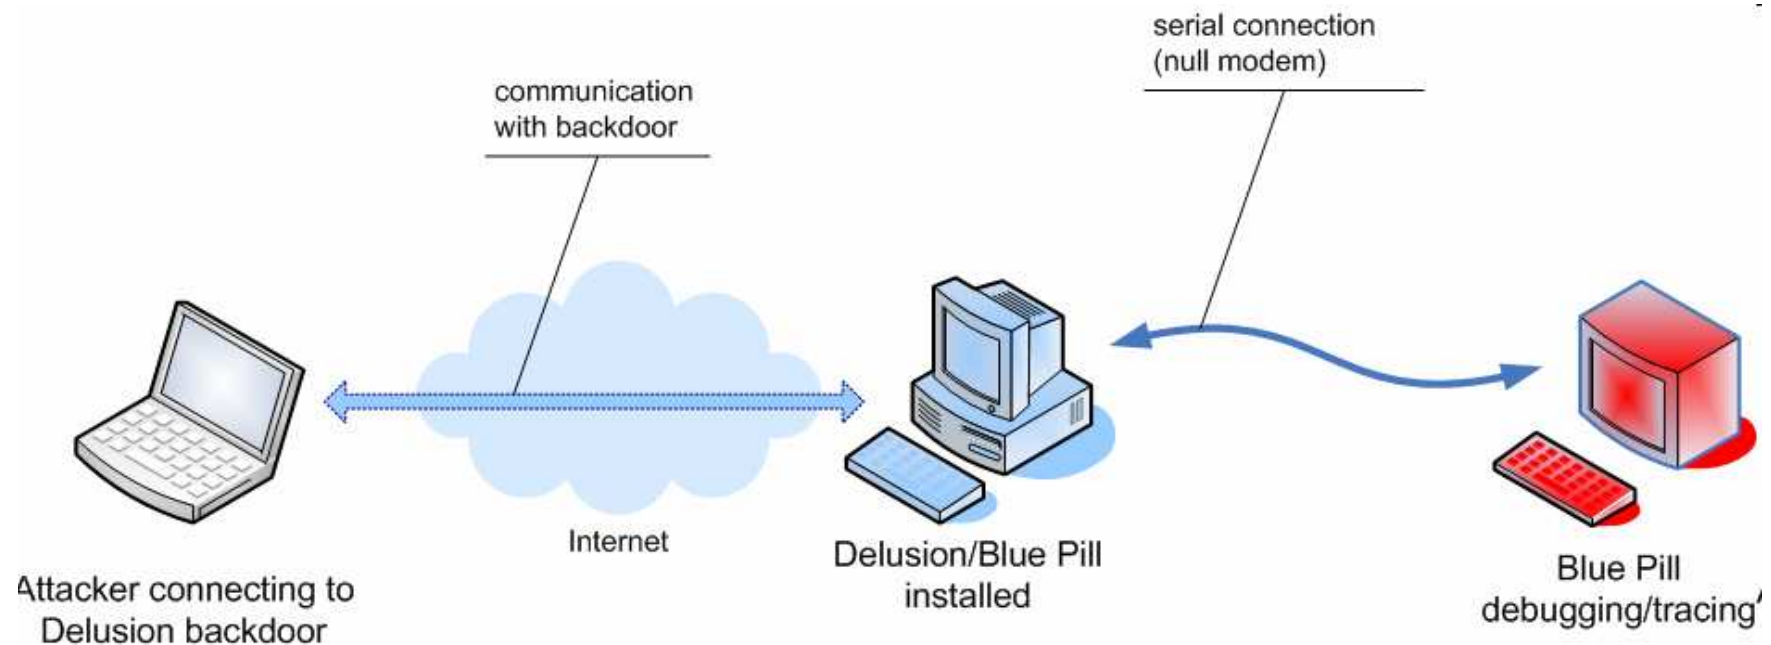 serial connection
(null modem)
communication
with backdoor
Internet
Delusion/Blue Pill
installed
Blue Pill
debugging/tracing
Attacker connecting to
Delusion backdoor